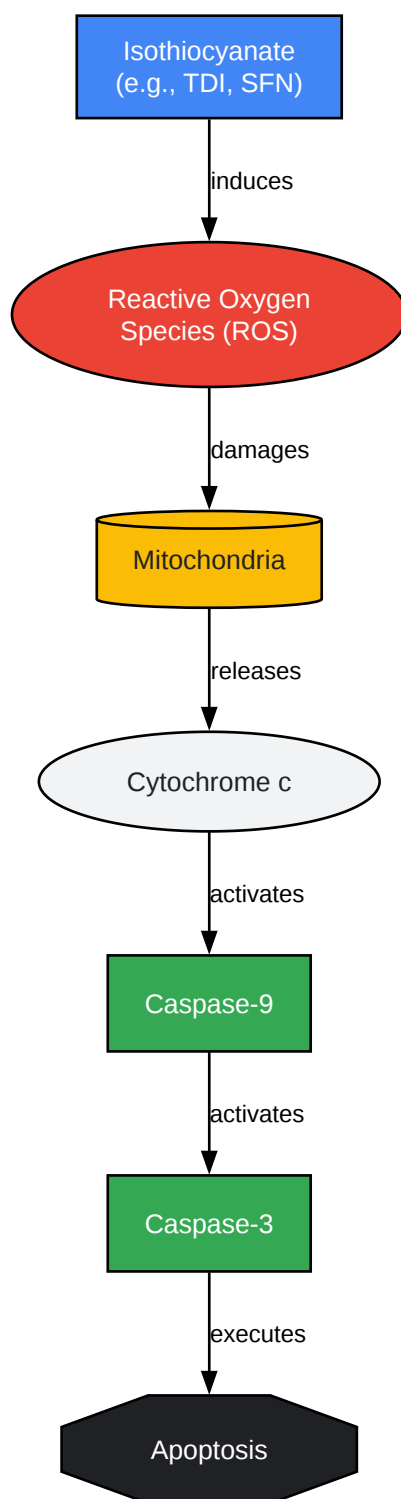 Isothiocyanate
(e.g., TDI, SFN)
induces
Reactive Oxygen
Species (ROS)
damages
Mitochondria
releases
Cytochrome c
activates
Caspase-9
activates
Caspase-3
executes
Apoptosis